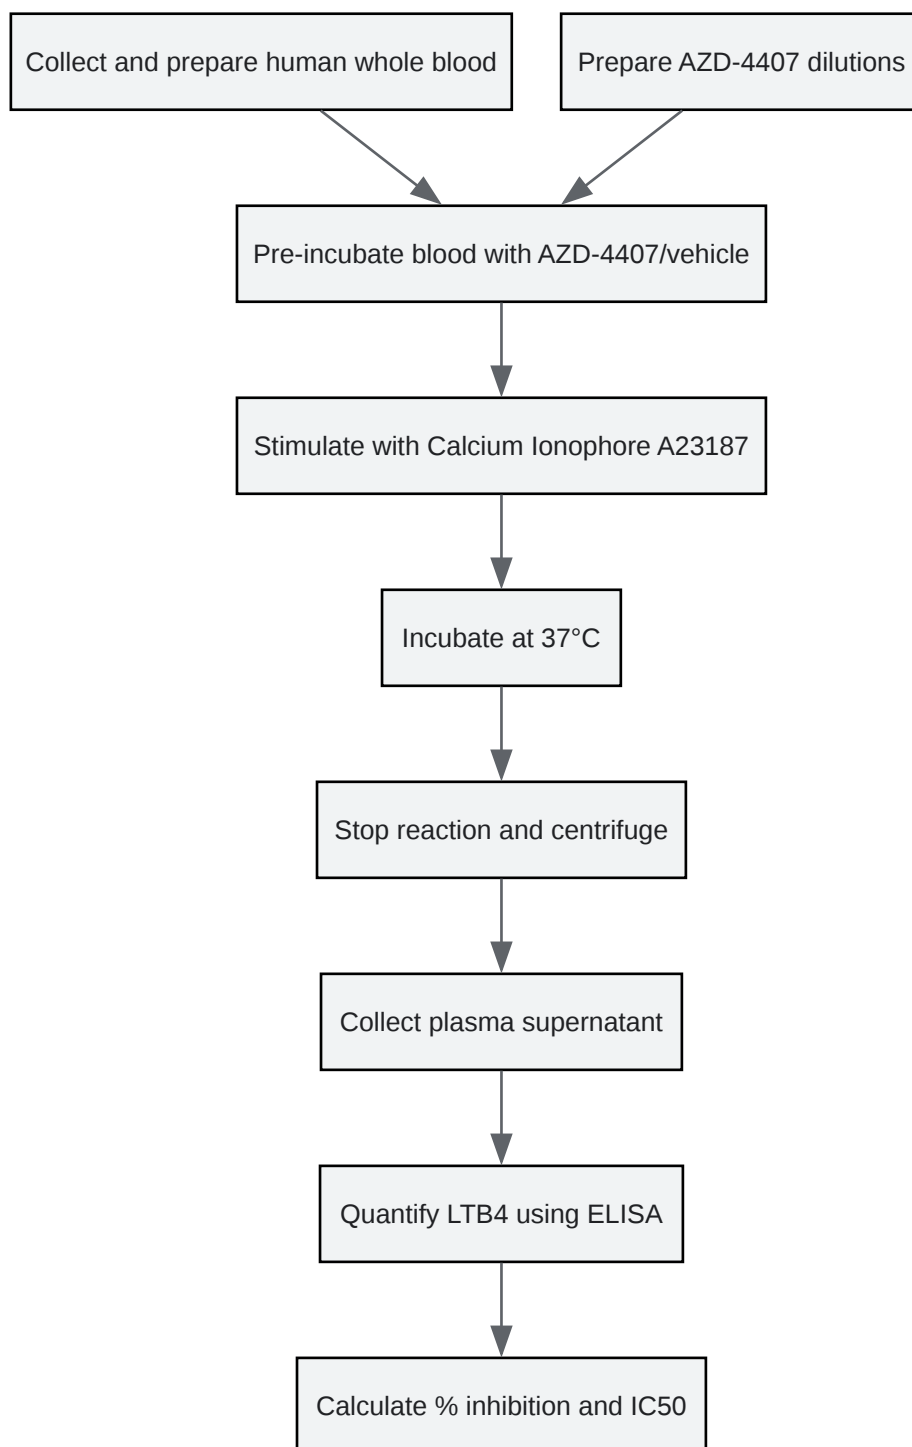 Collect and prepare human whole blood
Prepare AZD-4407 dilutions
Pre-incubate blood with AZD-4407/vehicle
Stimulate with Calcium Ionophore A23187
Incubate at 37°C
Stop reaction and centrifuge
Collect plasma supernatant
Quantify LTB4 using ELISA
Calculate % inhibition and IC50